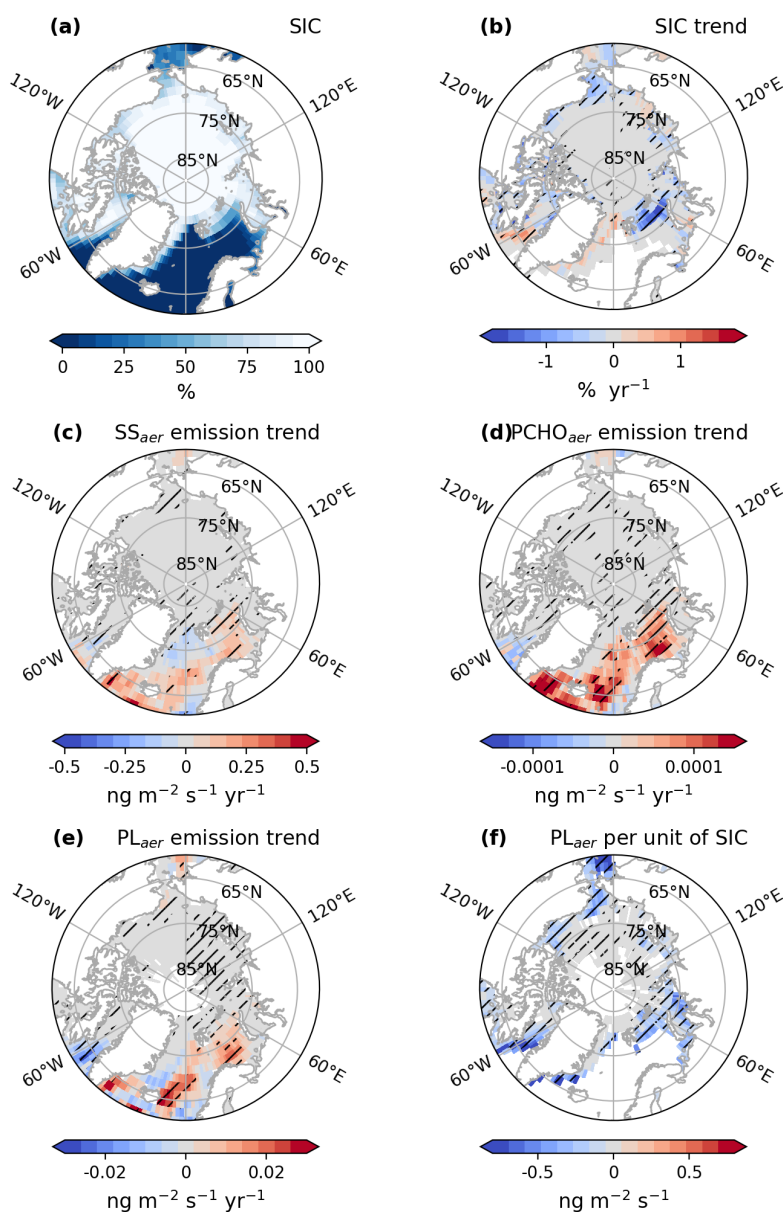 (a) SIC
(b) SIC trend
120°W 65°N 120°E
75°N
85°N
60°W 60°E
120°W 65°N 120°E
75°N
85°N
60°W 60°E
0 25 50 75 100
%
-1 0 1
% yr⁻¹
(c) SSaer emission trend
(d) PCHOaer emission trend
120°W 65°N 120°E
75°N
85°N
60°W 60°E
120°W 65°N 120°E
75°N
85°N
60°W 60°E
-0.5 -0.25 0 0.25 0.5
ng m⁻² s⁻¹ yr⁻¹
-0.0001 0 0.0001
ng m⁻² s⁻¹ yr⁻¹
(e) PLaer emission trend
(f) PLaer per unit of SIC
120°W 65°N 120°E
75°N
85°N
60°W 60°E
120°W 65°N 120°E
75°N
85°N
60°W 60°E
-0.02 0 0.02
ng m⁻² s⁻¹ yr⁻¹
-0.5 0 0.5
ng m⁻² s⁻¹